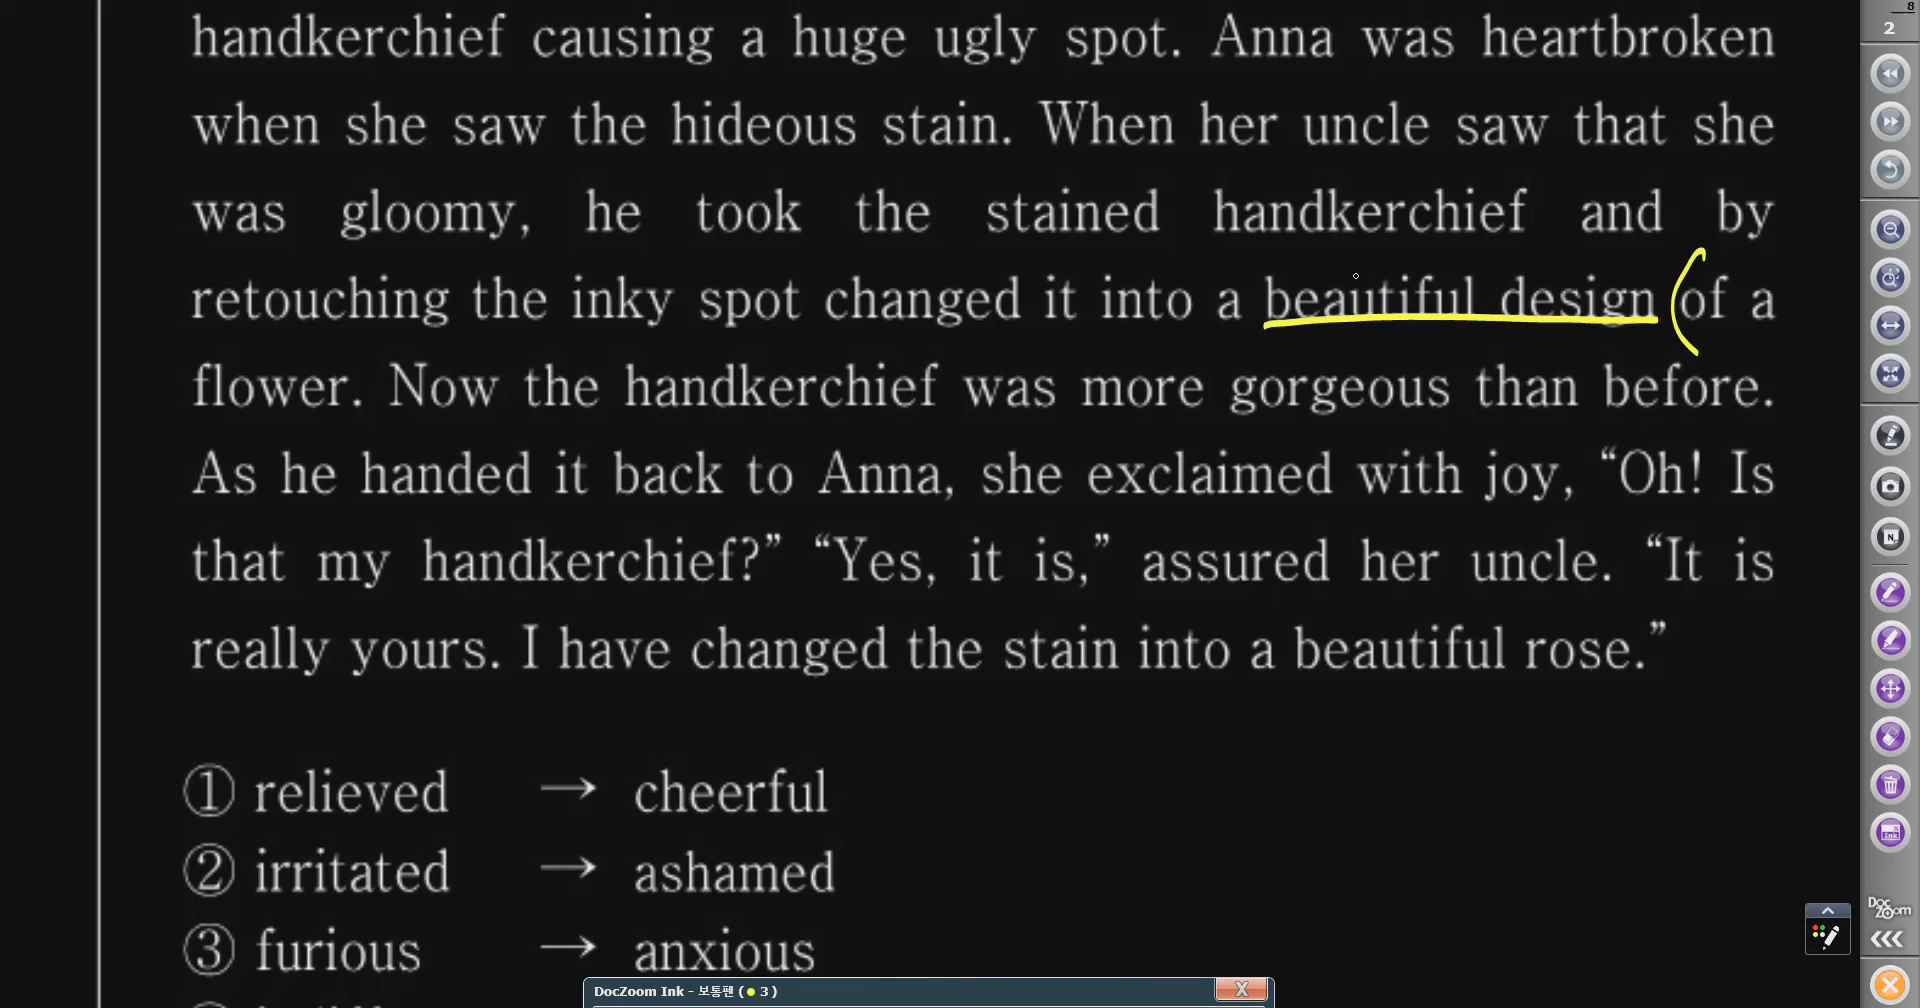 8
2
handkerchief causing a huge ugly spot. Anna was heartbroken
when she saw the hideous stain. When her uncle saw that she
was gloomy, he took the stained handkerchief and by
retouching the inky spot changed it into a beautiful design of a
flower. Now the handkerchief was more gorgeous than before.
As he handed it back to Anna, she exclaimed with joy, “Oh! Is
that my handkerchief?” “Yes, it is,” assured her uncle. “It is
really yours. I have changed the stain into a beautiful rose.”
① relieved → cheerful
② irritated → ashamed
③ furious → anxious
DocZoom Ink - 보통펜 ( ● 3 )
N
Ink
Doc
Zoom